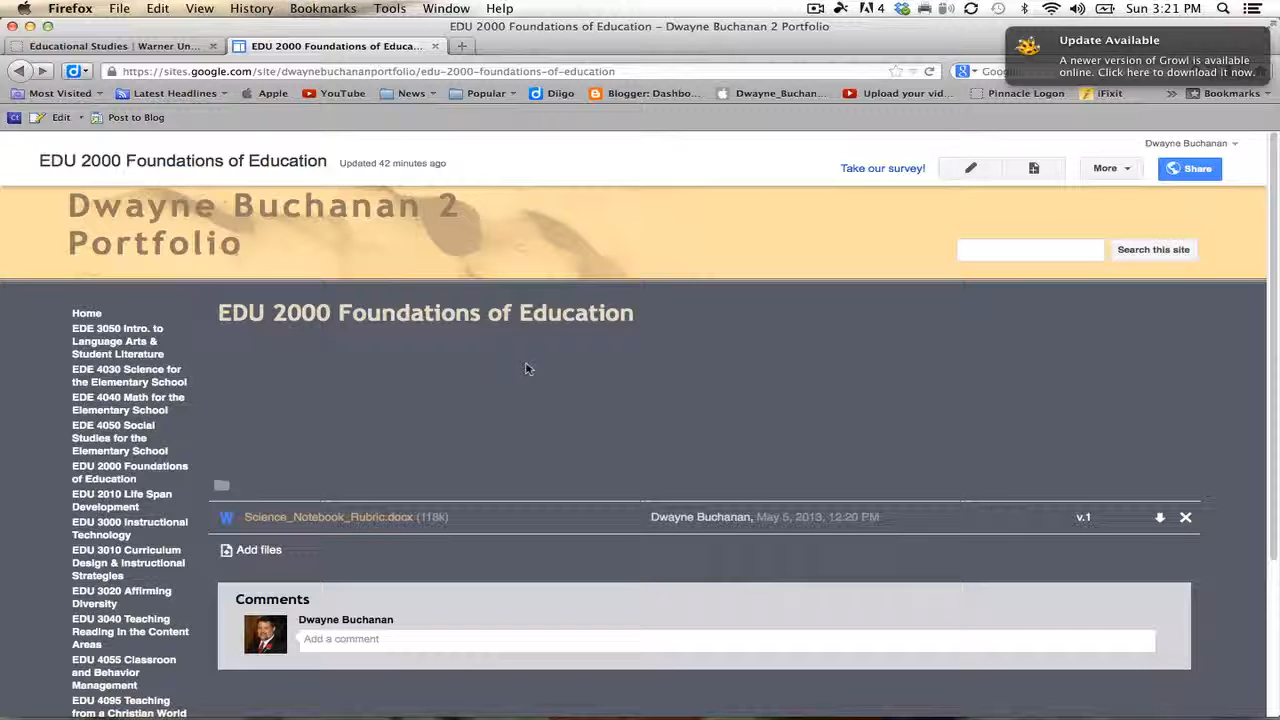 Firefox File Edit View History Bookmarks Tools Window Help 4 Sun 3:21 PM
EDU 2000 Foundations of Education – Dwayne Buchanan 2 Portfolio
Educational Studies | Warner Un... EDU 2000 Foundations of Educa...
Update Available
A newer version of Growl is available
online. Click here to download it now.
https://sites.google.com/site/dwaynebuchananportfolio/edu-2000-foundations-of-education
Most Visited Latest Headlines Apple YouTube News Popular Diigo Blogger: Dashbo... Dwayne_Buchan... Upload your vid... Pinnacle Logon iFixit Bookmarks
Edit Post to Blog
Dwayne Buchanan
EDU 2000 Foundations of Education Updated 42 minutes ago
Take our survey! More Share
Dwayne Buchanan 2
Portfolio
Search this site
EDU 2000 Foundations of Education
Home
EDE 3050 Intro. to
Language Arts &
Student Literature
EDE 4030 Science for
the Elementary School
EDE 4040 Math for the
Elementary School
EDE 4050 Social
Studies for the
Elementary School
EDU 2000 Foundations
of Education
EDU 2010 Life Span
Development
EDU 3000 Instructional
Technology
EDU 3010 Curriculum
Design & Instructional
Strategies
EDU 3020 Affirming
Diversity
EDU 3040 Teaching
Reading in the Content
Areas
EDU 4055 Classroon
and Behavior
Management
EDU 4095 Teaching
from a Christian World
Science_Notebook_Rubric.docx (118k) Dwayne Buchanan, May 5, 2013, 12:20 PM v.1
Add files
Comments
Dwayne Buchanan
Add a comment